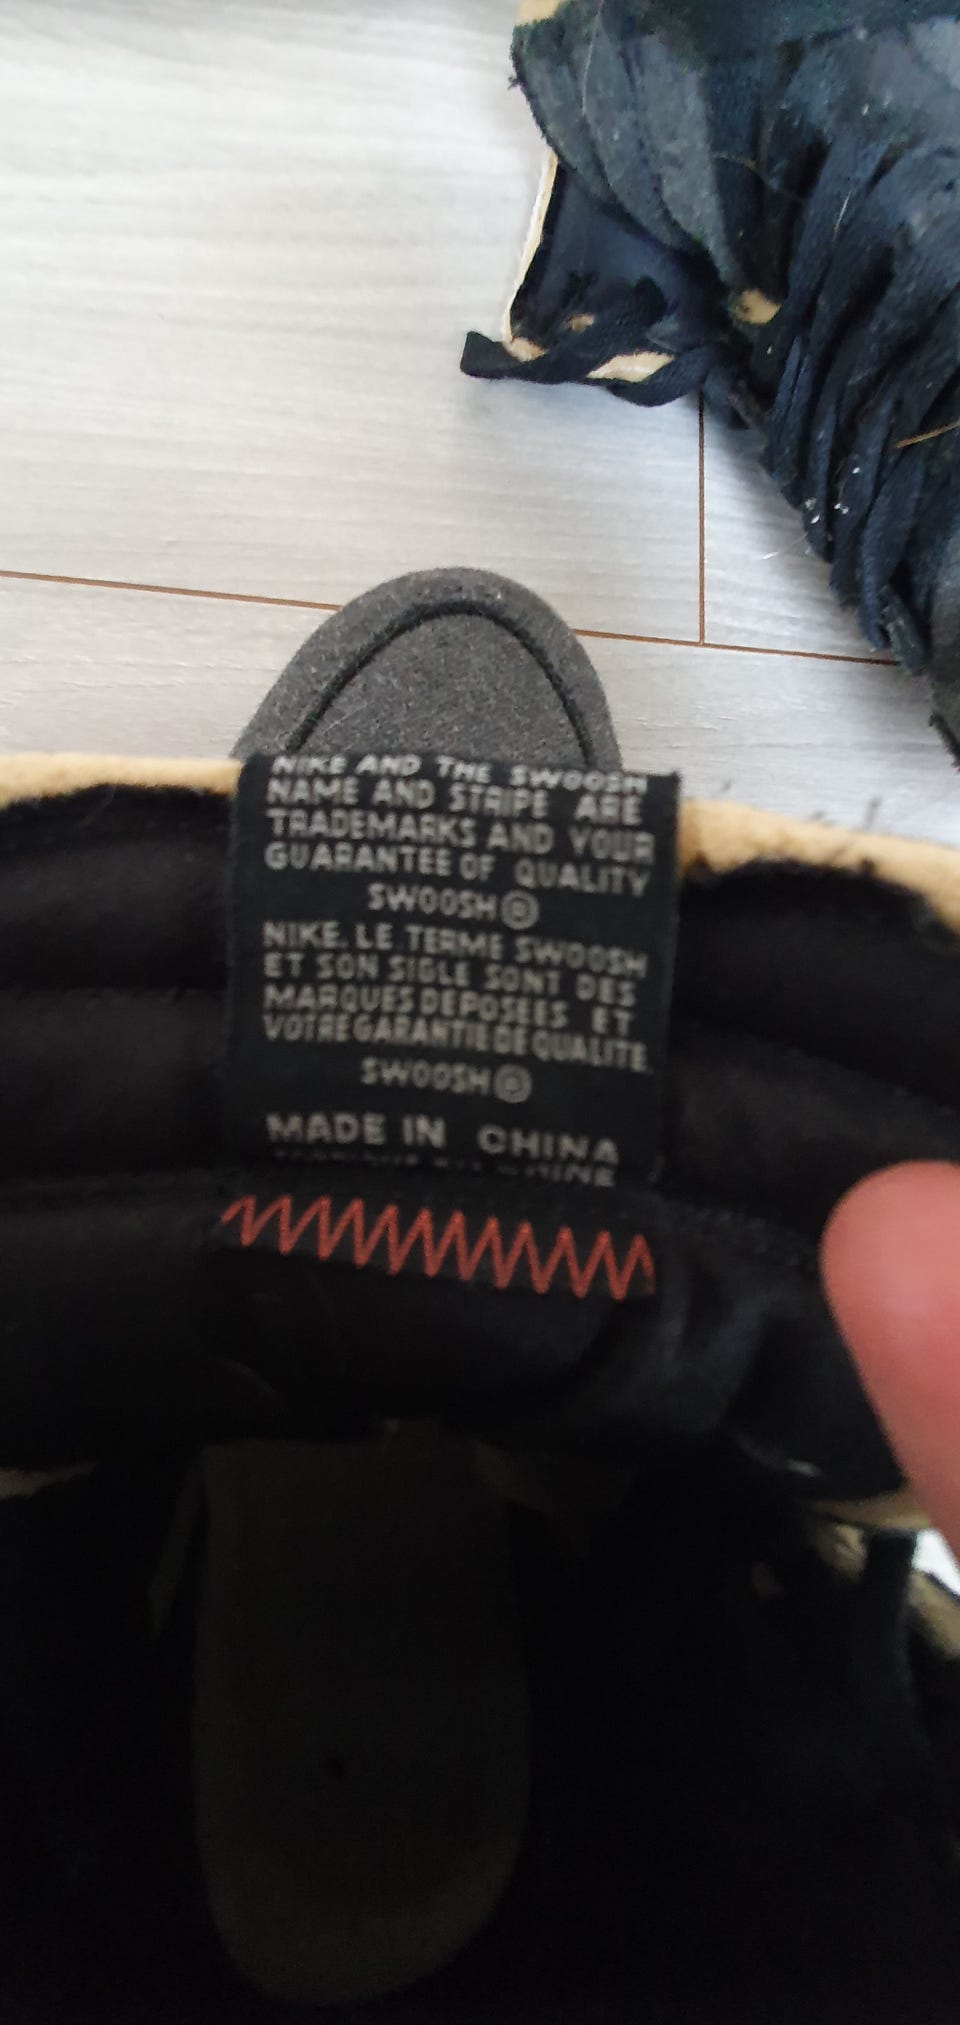 NIKE AND THE SWOOSH
NAME AND STRIPE ARE
TRADEMARKS AND YOUR
GUARANTEE OF QUALITY
SWOOSH®
NIKE. LE TERME SWOOSH
ET SON SIGLE SONT DES
MARQUES DEPOSEES ET
VOTRE GARANTIE DE QUALITE.
SWOOSH®
MADE IN CHINA